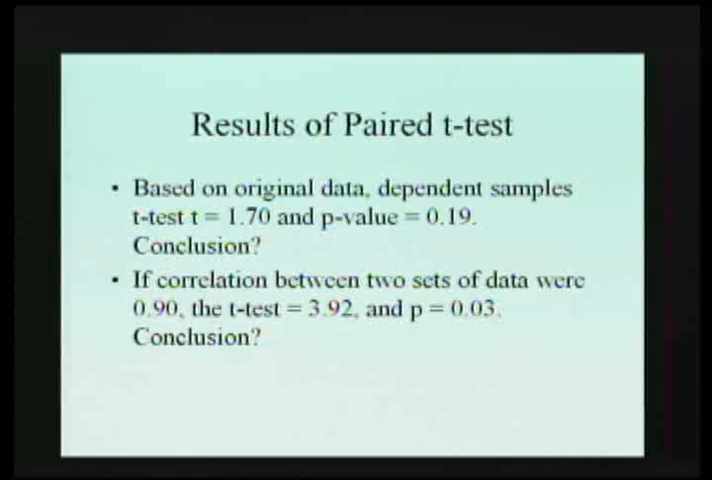 Results of Paired t-test
• Based on original data, dependent samples
t-test t = 1.70 and p-value = 0.19.
Conclusion?
• If correlation between two sets of data were
0.90, the t-test = 3.92, and p = 0.03.
Conclusion?